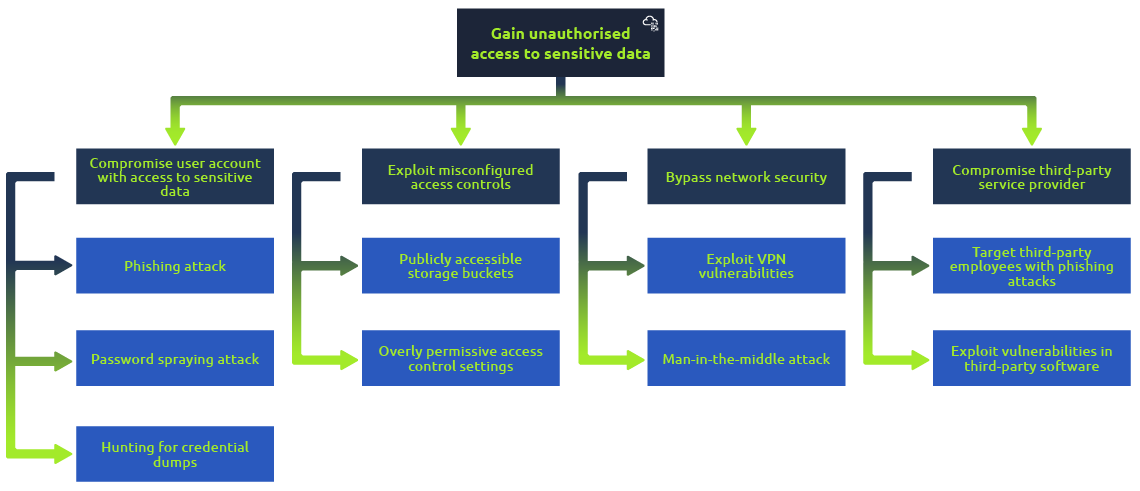 Gain unauthorised
access to sensitive data
Compromise user account
with access to sensitive
data
Exploit misconfigured
access controls
Bypass network security
Compromise third-party
service provider
Phishing attack
Publicly accessible
storage buckets
Exploit VPN
vulnerabilities
Target third-party
employees with phishing
attacks
Password spraying attack
Overly permissive access
control settings
Man-in-the-middle attack
Exploit vulnerabilities in
third-party software
Hunting for credential
dumps